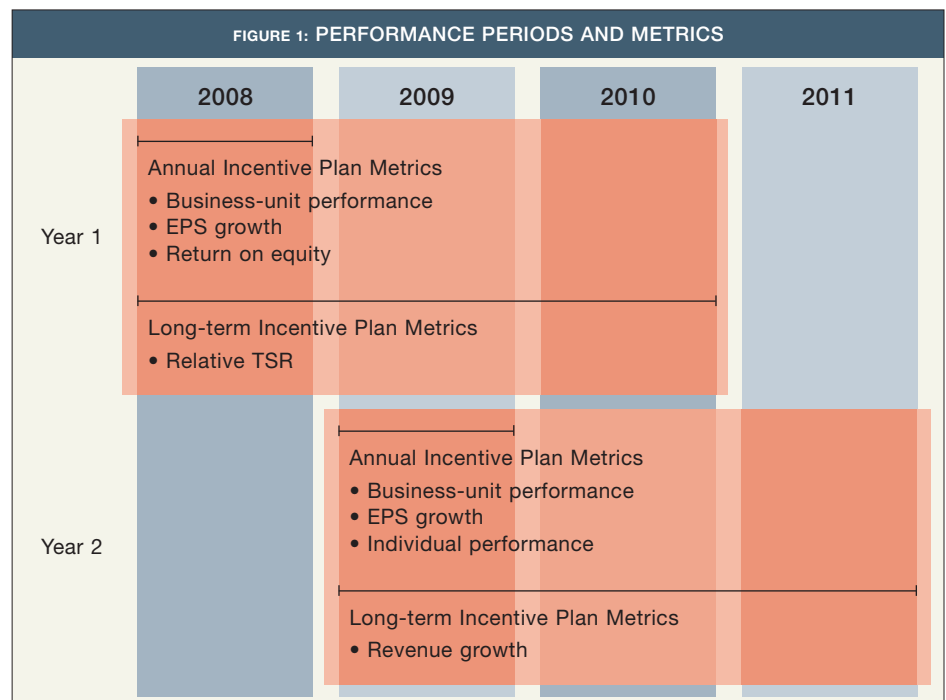 FIGURE 1: PERFORMANCE PERIODS AND METRICS
2008 2009 2010 2011
Year 1
Annual Incentive Plan Metrics
• Business-unit performance
• EPS growth
• Return on equity
Long-term Incentive Plan Metrics
• Relative TSR
Year 2
Annual Incentive Plan Metrics
• Business-unit performance
• EPS growth
• Individual performance
Long-term Incentive Plan Metrics
• Revenue growth